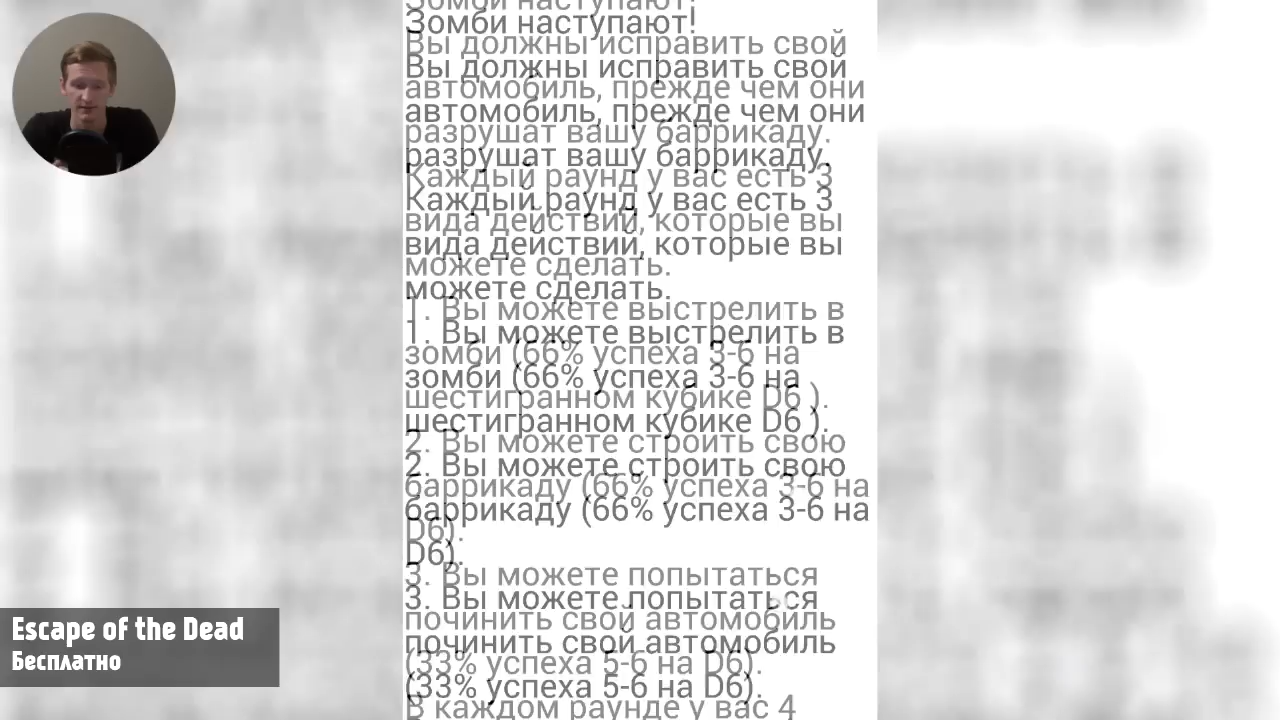 Зомби наступают!
Зомби наступают!
Вы должны исправить свой
Вы должны исправить свой
автомобиль, прежде чем они
автомобиль, прежде чем они
разрушат вашу баррикаду.
разрушат вашу баррикаду.
Каждый раунд у вас есть 3
Каждый раунд у вас есть 3
вида действий, которые вы
вида действий, которые вы
можете сделать.
можете сделать.
1. Вы можете выстрелить в
1. Вы можете выстрелить в
зомби (66% успеха 3-6 на
зомби (66% успеха 3-6 на
шестигранном кубике D6 ).
шестигранном кубике D6 ).
2. Вы можете строить свою
2. Вы можете строить свою
баррикаду (66% успеха 3-6 на
баррикаду (66% успеха 3-6 на
D6).
D6).
3. Вы можете попытаться
3. Вы можете попытаться
починить свой автомобиль
починить свой автомобиль
(33% успеха 5-6 на D6).
(33% успеха 5-6 на D6).
В каждом раунде у вас 4
Escape of the Dead
Бесплатно